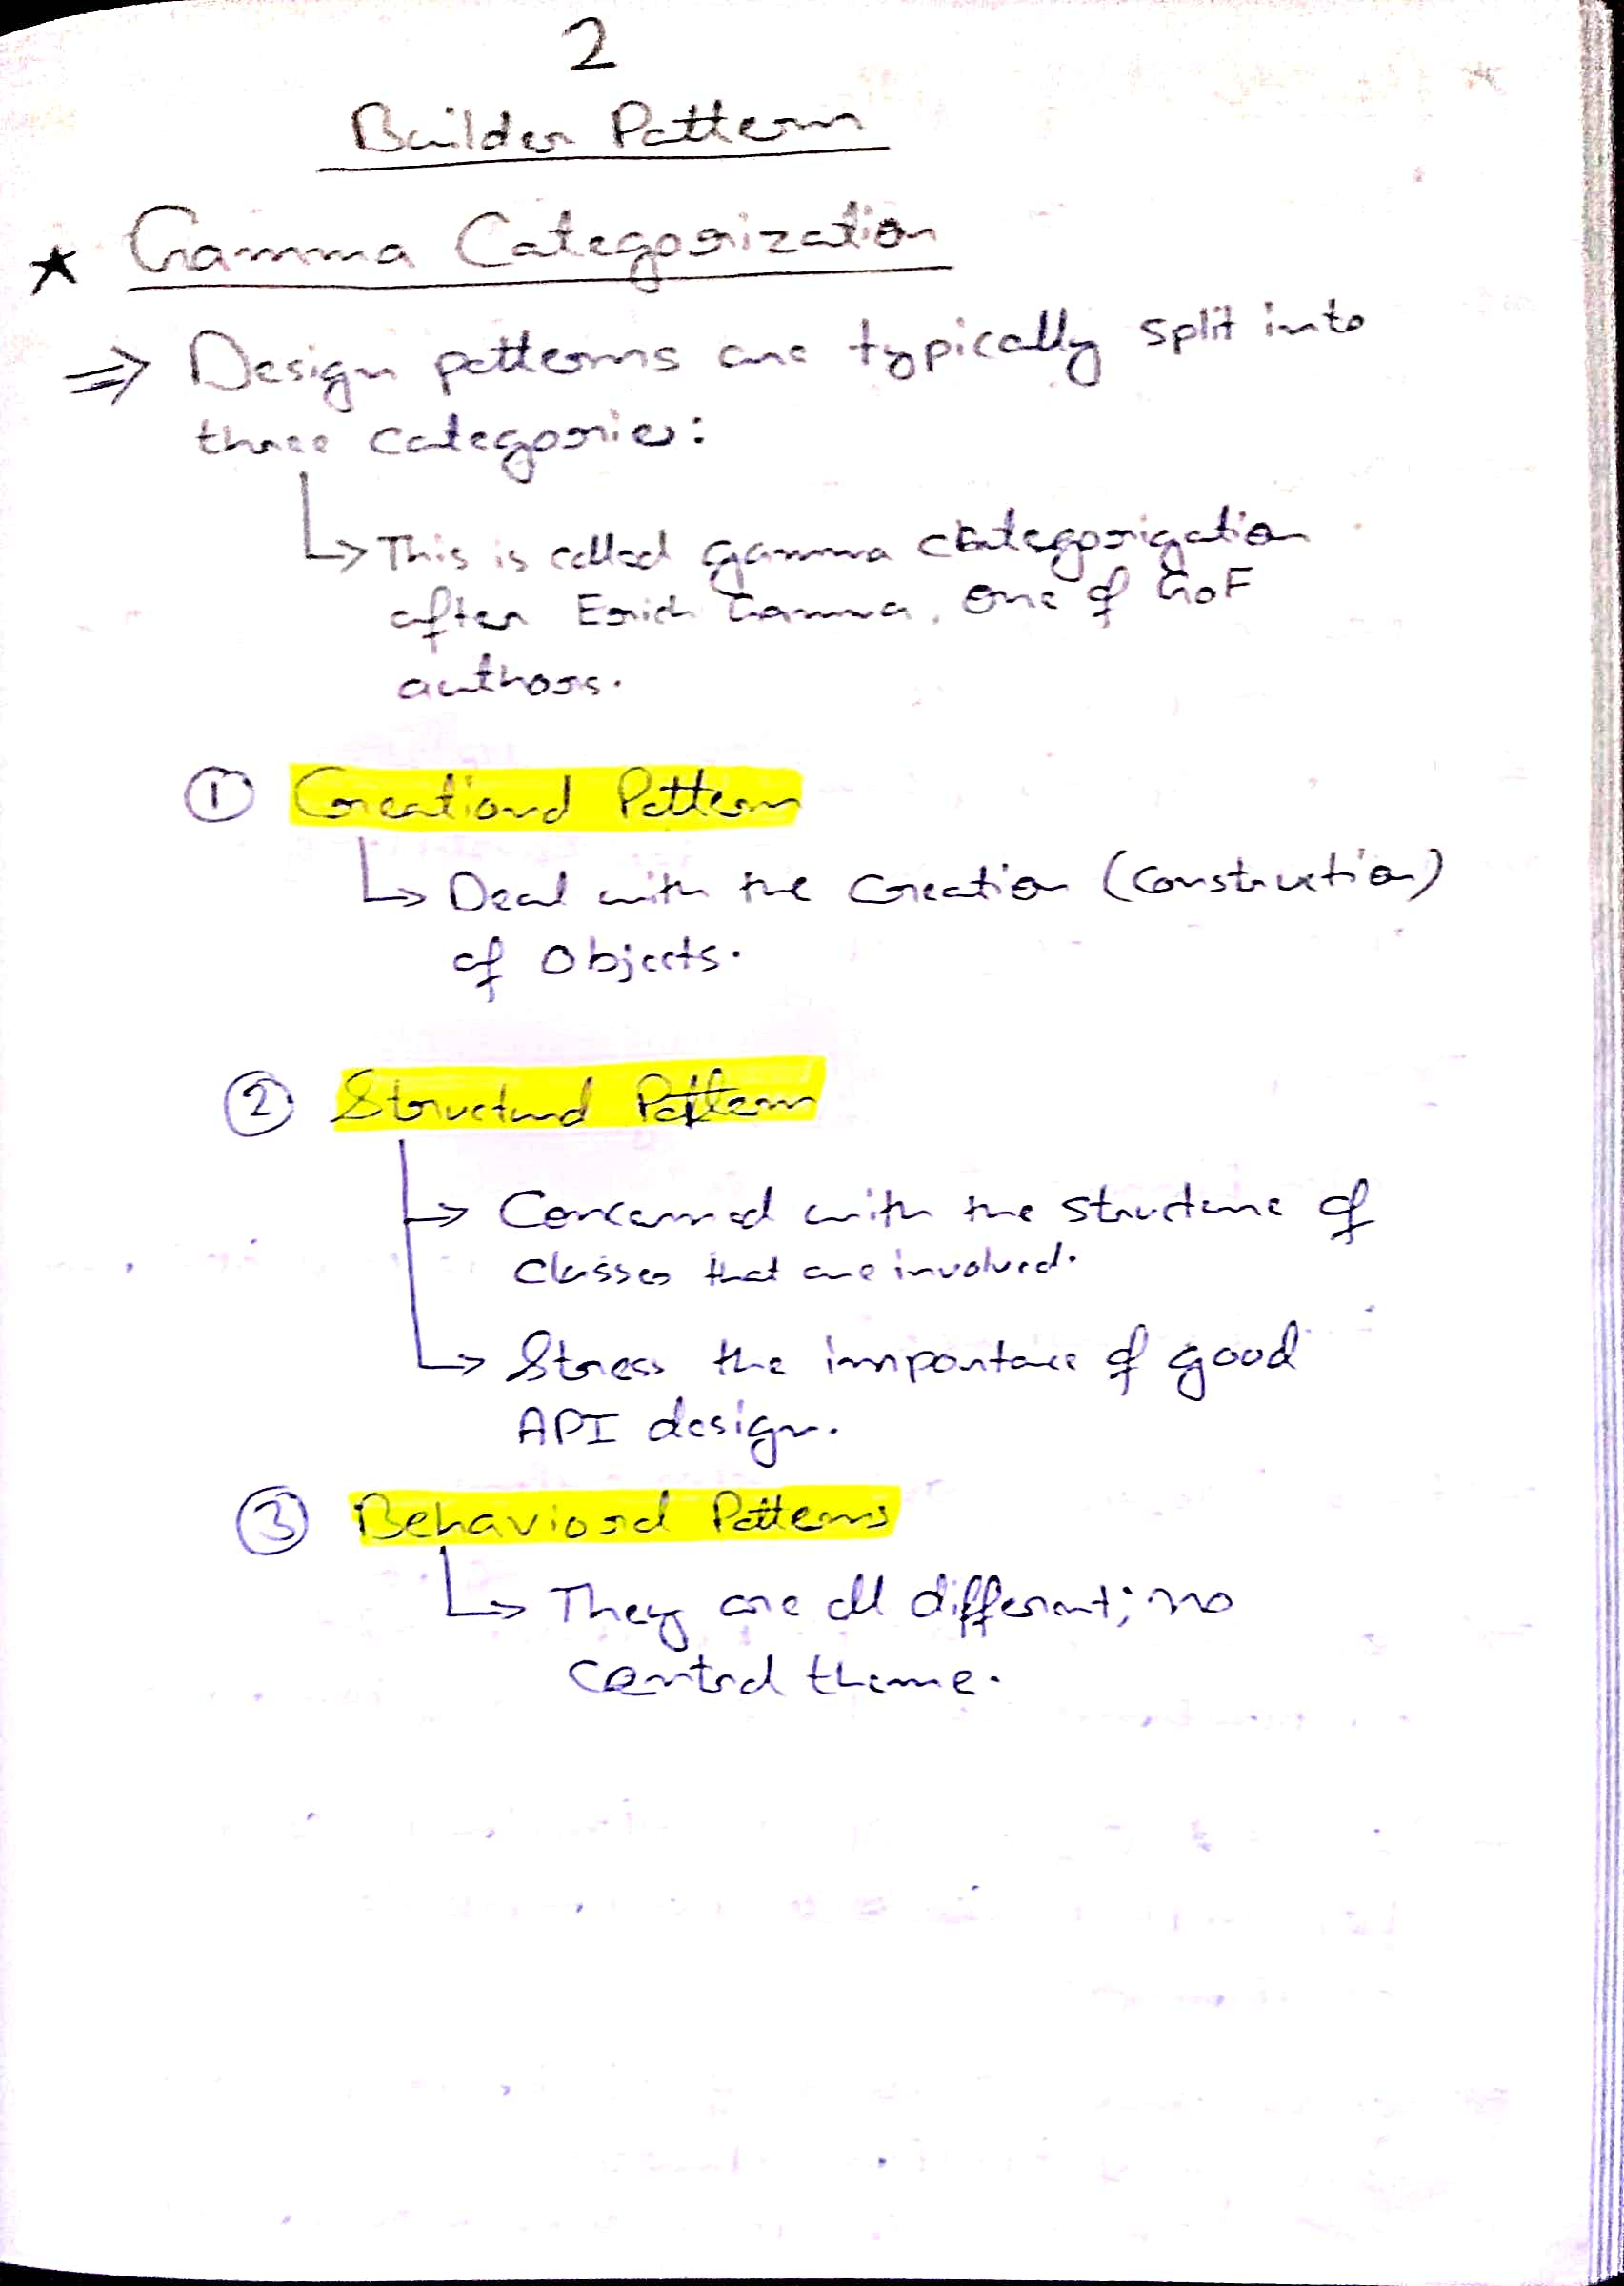 2
Builder Pattern
★ Gamma Categorization
⇒ Design patterns are typically split into
three categories:
↳ This is called gamma categorization
after Erich Gamma, one of GoF
authors.
① Creational Pattern
↳ Deal with the creation (construction)
of Objects.
② Structural Pattern
→ Concerned with the structure of
classes that are involved.
↳ Stress the importance of good
API design.
③ Behavioral Patterns
↳ They are all different; no
central theme.